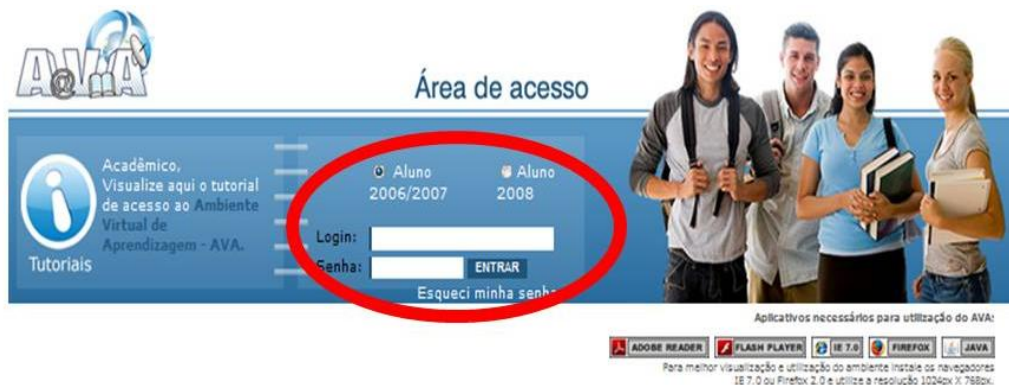 AVA
Área de acesso
Acadêmico,
Visualize aqui o tutorial
de acesso ao Ambiente
Virtual de
Aprendizagem - AVA.
Tutoriais
Aluno
2006/2007
Aluno
2008
Login:
Senha:
ENTRAR
Esqueci minha senha
Aplicativos necessários para utilização do AVA:
ADOBE READER
FLASH PLAYER
IE 7.0
FIREFOX
JAVA
Para melhor visualização e utilização do ambiente instale os navegadores
IE 7.0 ou Firefox 2.0 e utilize a resolução 1024px X 768px.